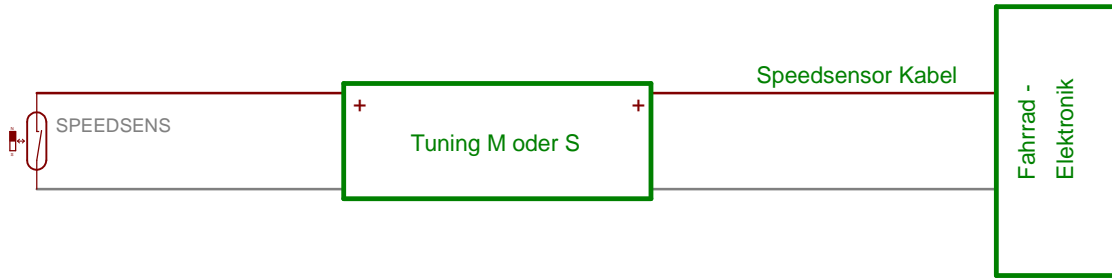 Speedsensor Kabel
SPEEDSENS
+ +
Tuning M oder S
Fahrrad -
Elektronik